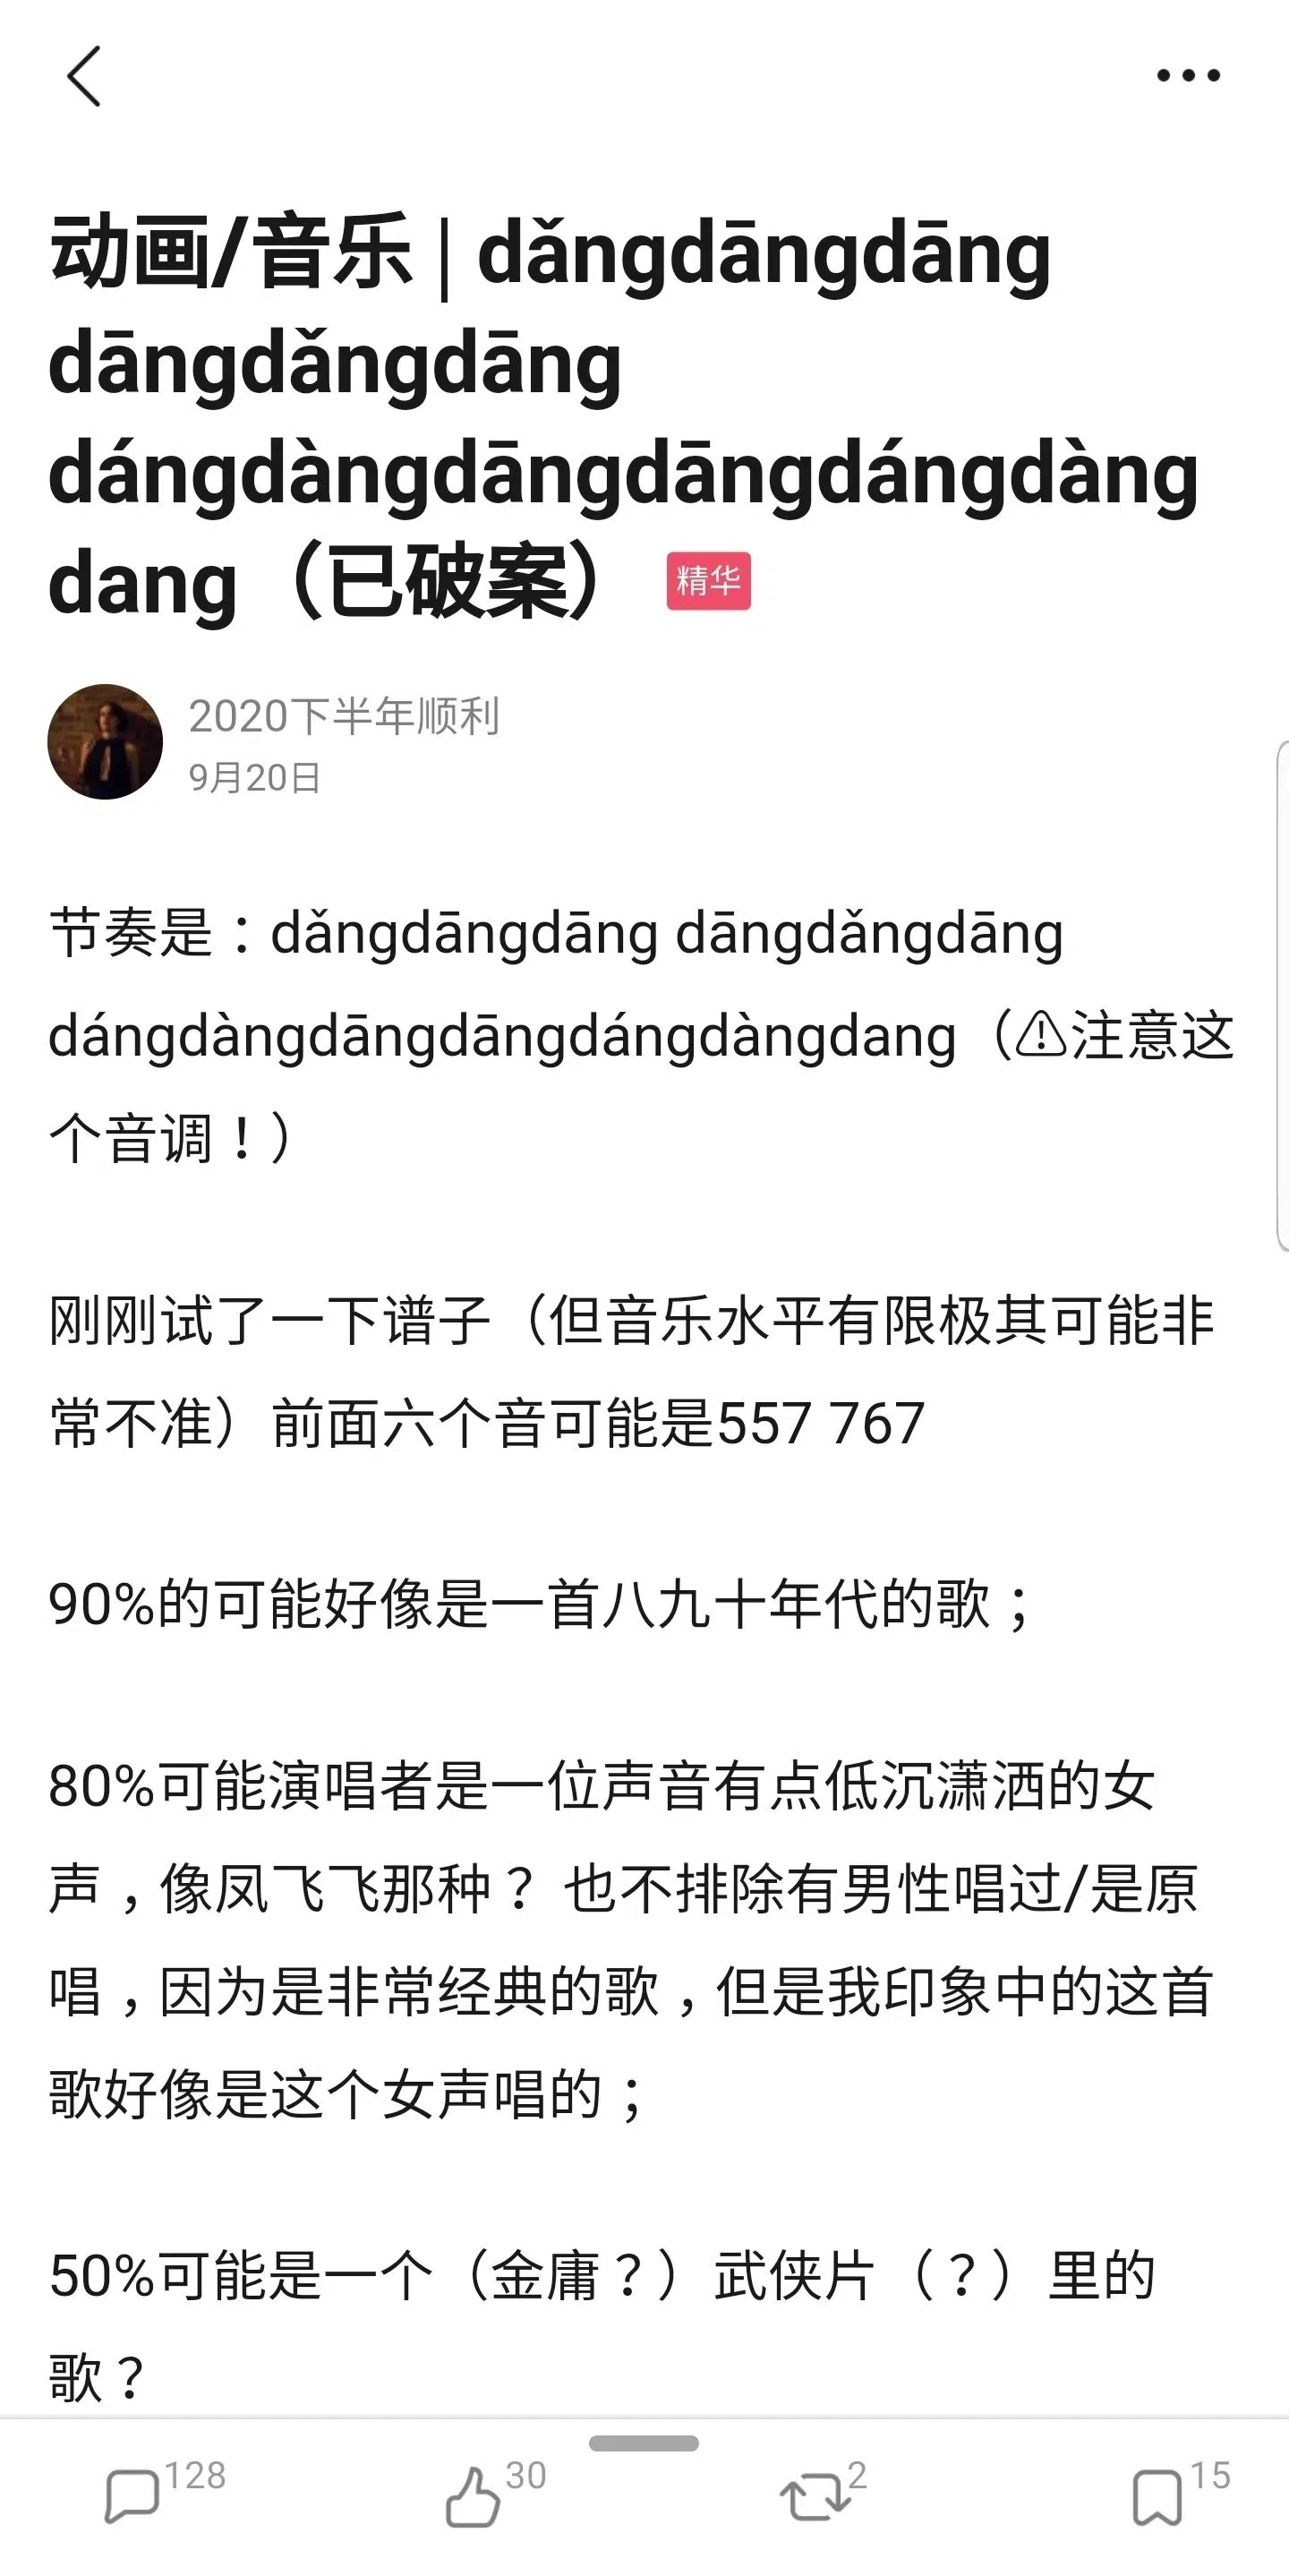 动画/音乐 | dǎngdāngdāng
dāngdǎngdāng
dángdàngdāngdāngdángdàng
dang（已破案） 精华
2020下半年顺利
9月20日
节奏是：dǎngdāngdāng dāngdǎngdāng
dángdàngdāngdāngdángdàngdang（⚠注意这
个音调！）
刚刚试了一下谱子（但音乐水平有限极其可能非
常不准）前面六个音可能是557 767
90%的可能好像是一首八九十年代的歌；
80%可能演唱者是一位声音有点低沉潇洒的女
声，像凤飞飞那种？ 也不排除有男性唱过/是原
唱，因为是非常经典的歌，但是我印象中的这首
歌好像是这个女声唱的；
50%可能是一个（金庸？）武侠片（？）里的
歌？
128 30 2 15